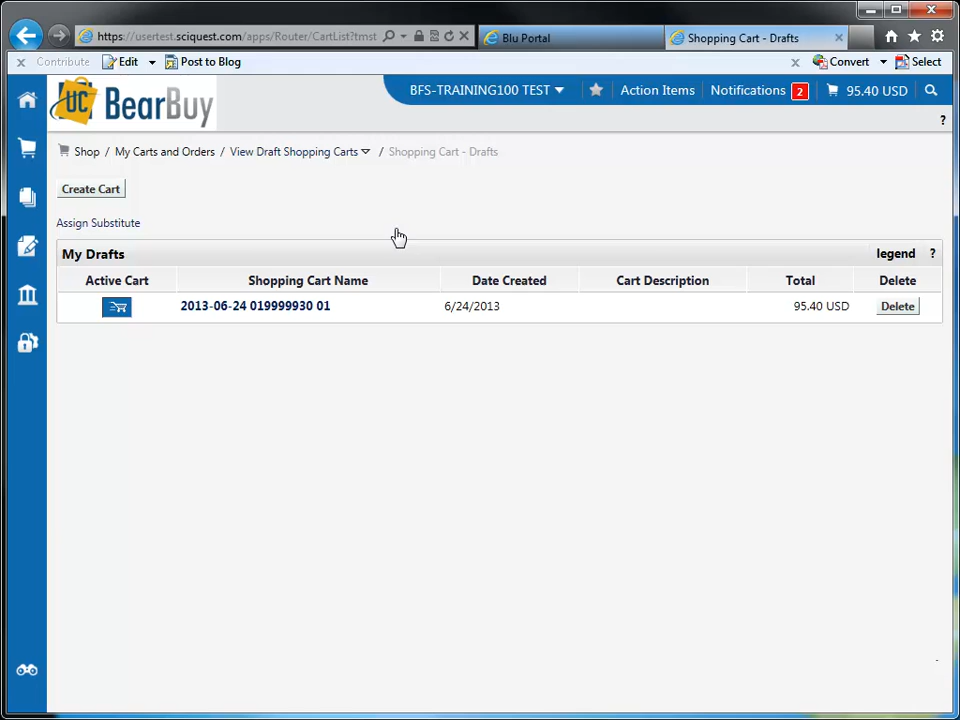 https://usertest.sciquest.com/apps/Router/CartList?tmst
Blu Portal
Shopping Cart - Drafts
Contribute
Edit
Post to Blog
Convert
Select
UC BearBuy
BFS-TRAINING100 TEST
Action Items
Notifications 2
95.40 USD
?
Shop / My Carts and Orders / View Draft Shopping Carts / Shopping Cart - Drafts
Create Cart
Assign Substitute
My Drafts
legend ?
Active Cart Shopping Cart Name Date Created Cart Description Total Delete
2013-06-24 019999930 01 6/24/2013 95.40 USD Delete